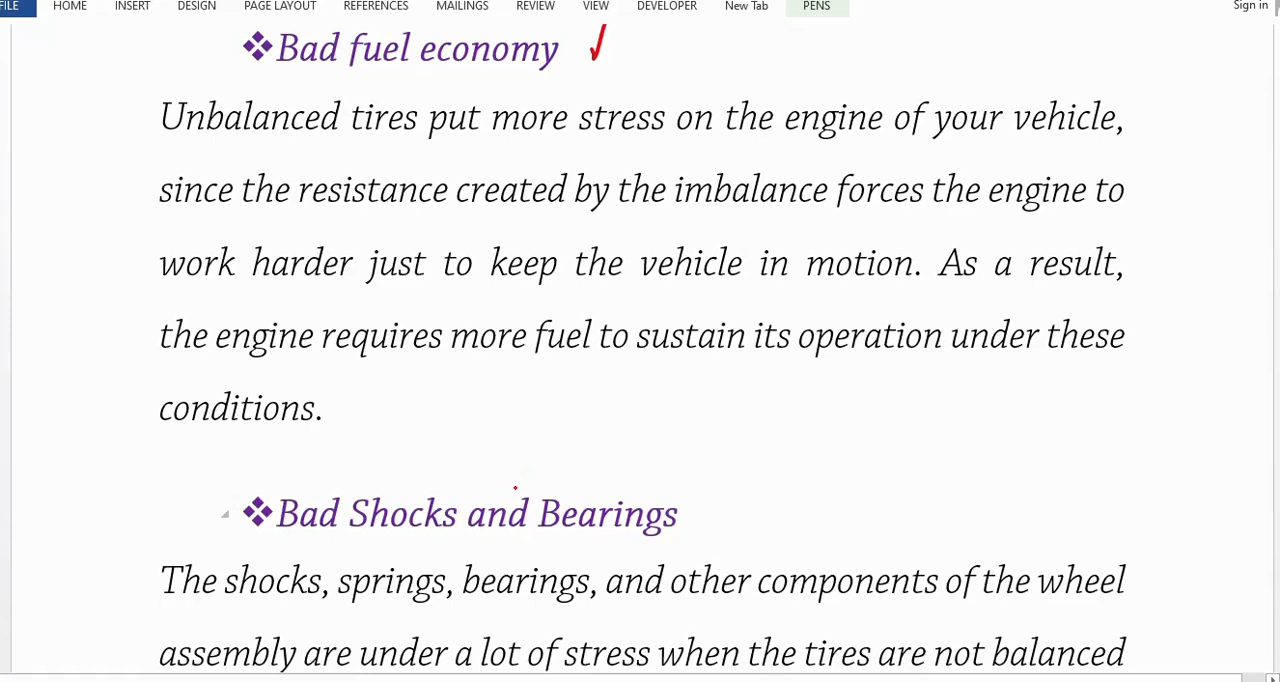 FILE HOME INSERT DESIGN PAGE LAYOUT REFERENCES MAILINGS REVIEW VIEW DEVELOPER New Tab PENS Sign in
❖Bad fuel economy
Unbalanced tires put more stress on the engine of your vehicle,
since the resistance created by the imbalance forces the engine to
work harder just to keep the vehicle in motion. As a result,
the engine requires more fuel to sustain its operation under these
conditions.
❖Bad Shocks and Bearings
The shocks, springs, bearings, and other components of the wheel
assembly are under a lot of stress when the tires are not balanced